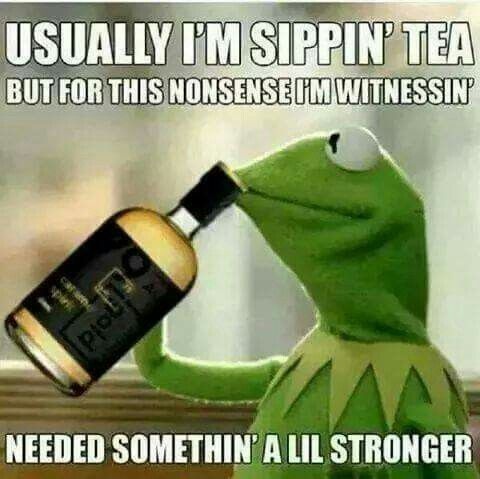 USUALLY I'M SIPPIN' TEA
BUT FOR THIS NONSENSE I'M WITNESSIN'
NEEDED SOMETHIN' A LIL STRONGER